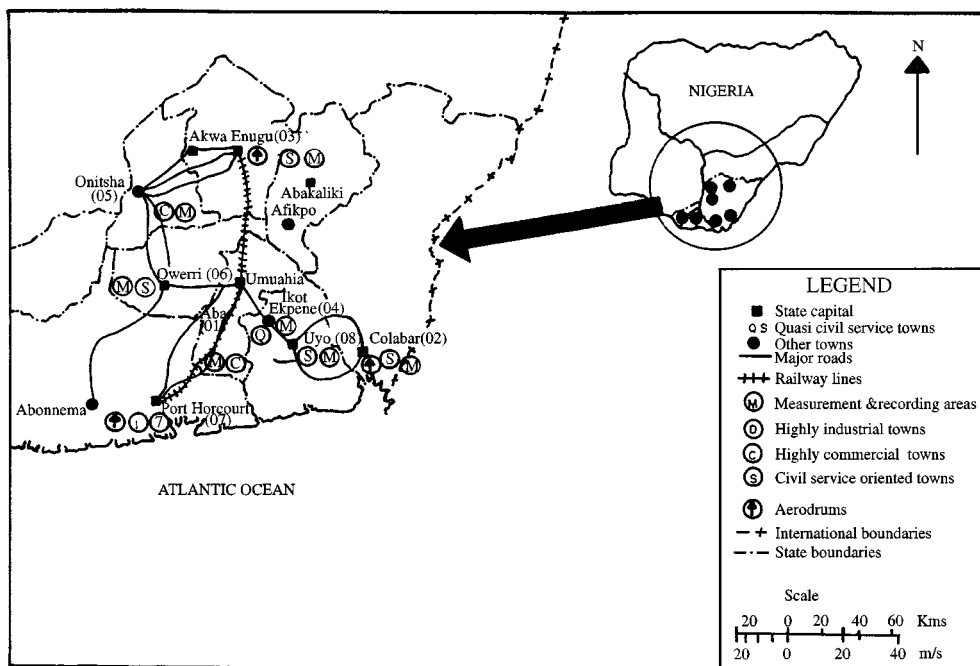 N
NIGERIA
Akwa Enugu(03)
S M
Abakaliki
Onitsha
(05)
Afikpo
C M
Owerri (06)
Umuahia
M S
Ikot
Ekpene(04)
Aba
(01)
M
Q
Uyo (08)
Colabar(02)
S M
S
M
M C
Abonnema
Port Horcourt
(07)
7
ATLANTIC OCEAN
LEGEND
State capital
Q S Quasi civil service towns
Other towns
Major roads
Railway lines
M Measurement &recording areas
D Highly industrial towns
C Highly commercial towns
S Civil service oriented towns
Aerodrums
International boundaries
State boundaries
Scale
20 0 20 40 60 Kms
20 0 20 40 m/s